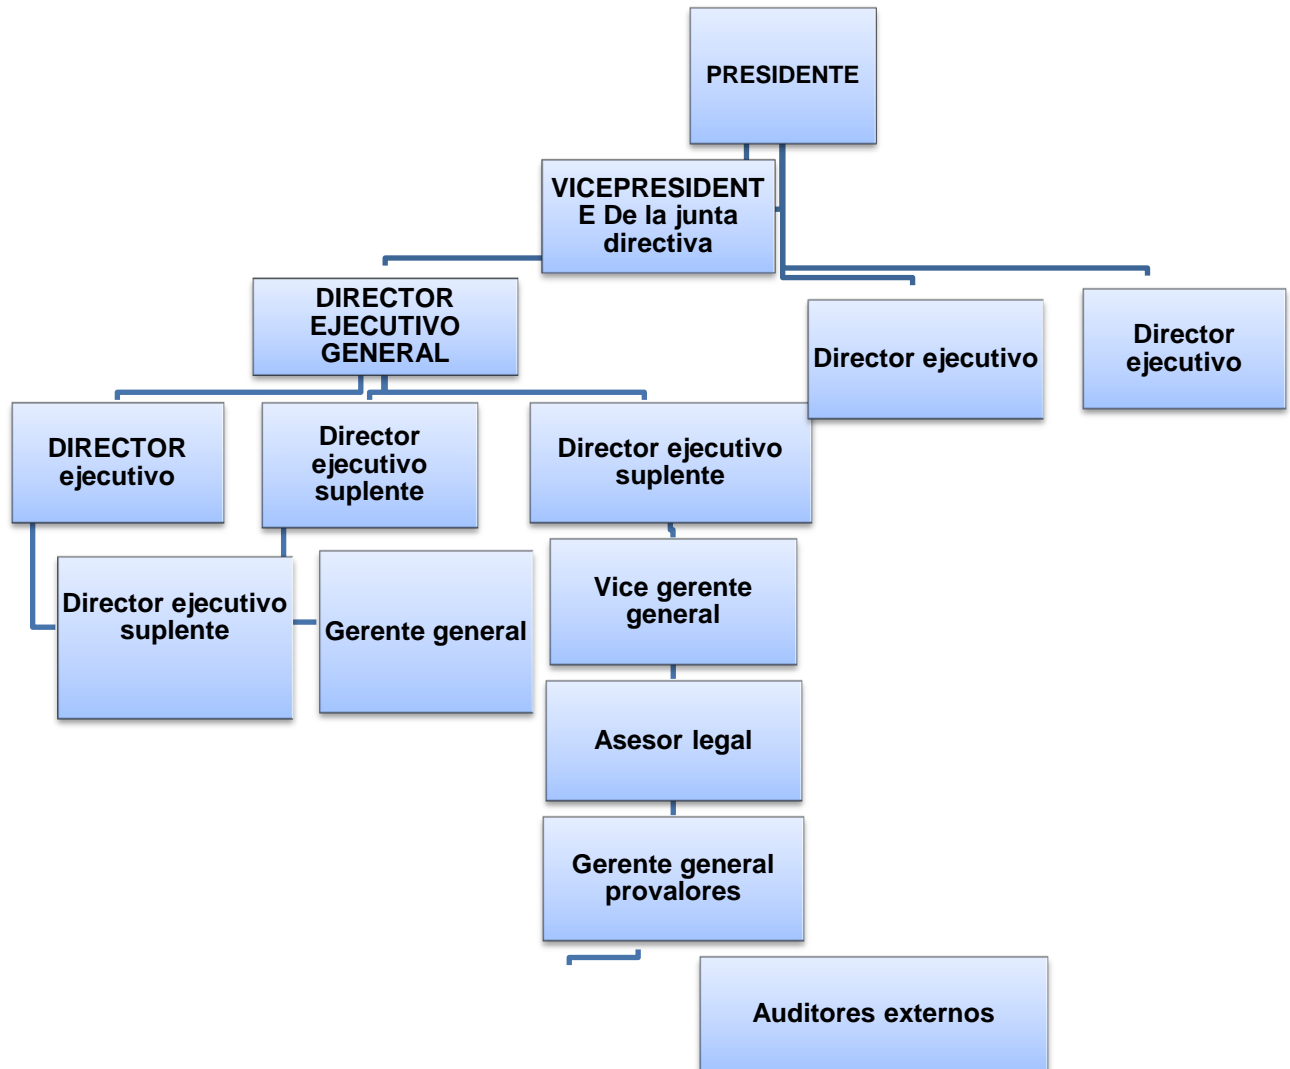 PRESIDENTE
VICEPRESIDENT
E De la junta
directiva
DIRECTOR
EJECUTIVO
GENERAL
Director ejecutivo
Director
ejecutivo
DIRECTOR
ejecutivo
Director
ejecutivo
suplente
Director ejecutivo
suplente
Director ejecutivo
suplente
Gerente general
Vice gerente
general
Asesor legal
Gerente general
provalores
Auditores externos